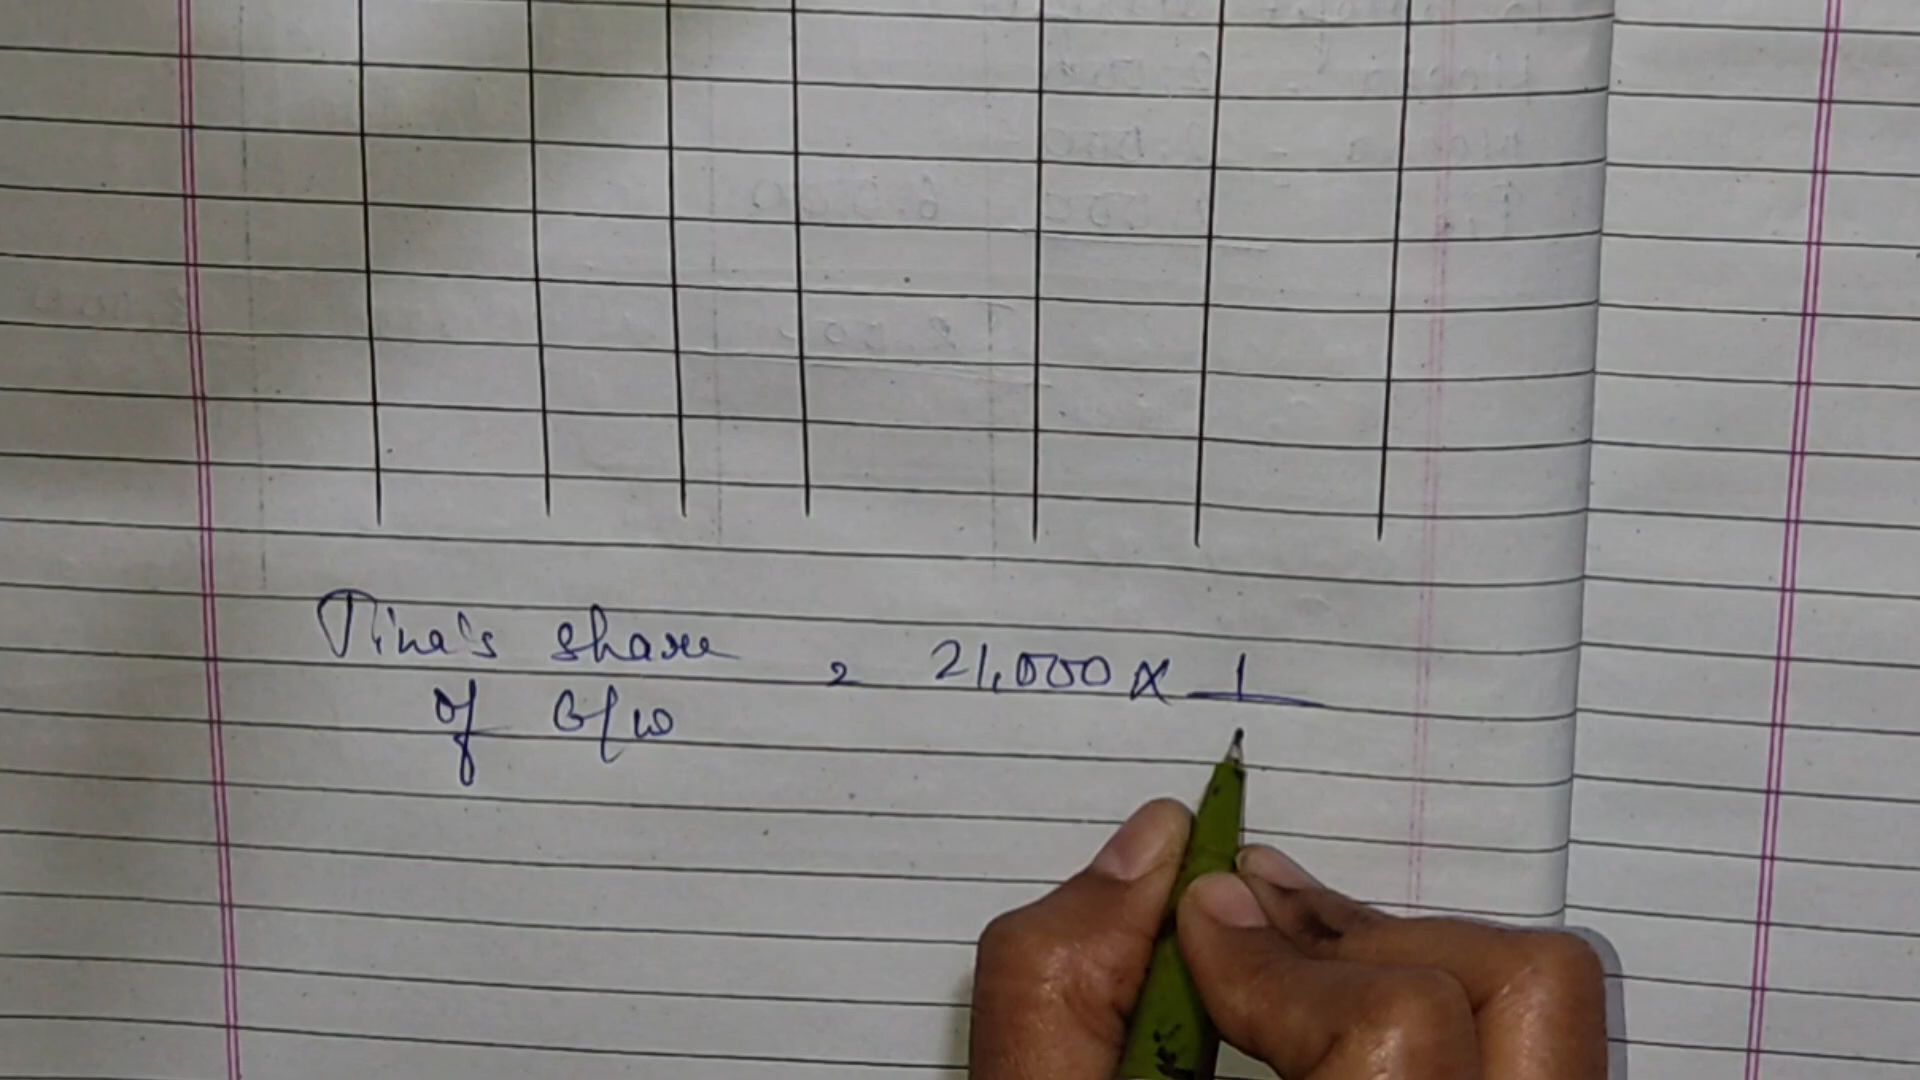 Tina's share = 21,000 × 1
of G/w